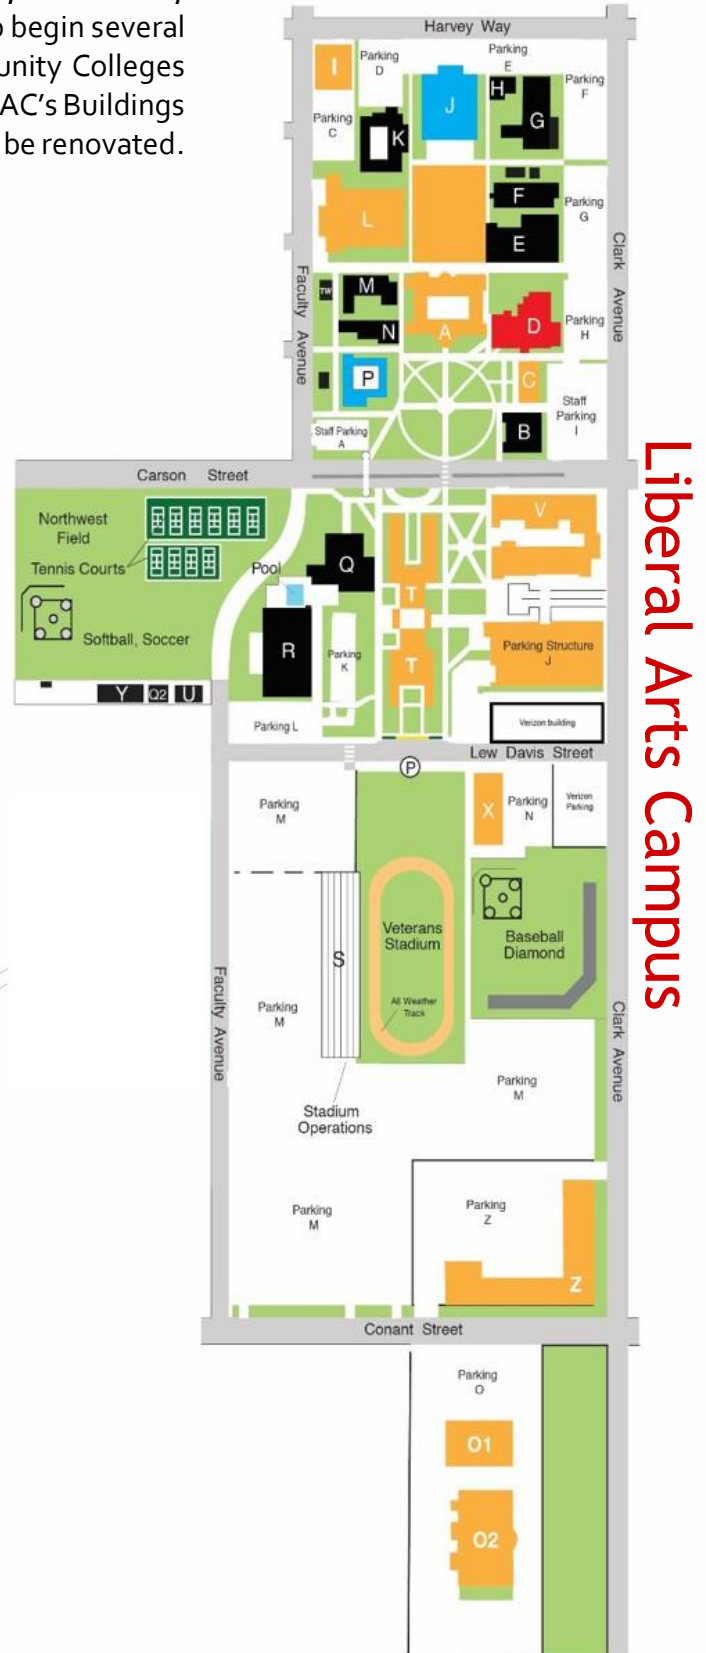 o begin several
unity Colleges
AC's Buildings
be renovated.
Harvey Way
Parking
D
Parking
E
Parking
F
I
H
J
G
Parking
C
K
F
Parking
G
L
E
Clark Avenue
Faculty Avenue
TW
M
N
A
D
Parking
H
P
C
Staff
Parking
I
Staff Parking
A
B
Carson Street
Liberal Arts Campus
Northwest
Field
V
Tennis Courts
Pool
Q
T
Softball, Soccer
R
Parking
K
T
Parking Structure
J
Y
Q2
U
Parking L
Verizon building
Lew Davis Street
P
Parking
M
X
Parking
N
Verizon
Parking
Veterans
Stadium
Baseball
Diamond
S
Faculty Avenue
Parking
M
All Weather
Track
Clark Avenue
Parking
M
Stadium
Operations
Parking
M
Parking
Z
Z
Conant Street
Parking
O
O1
O2